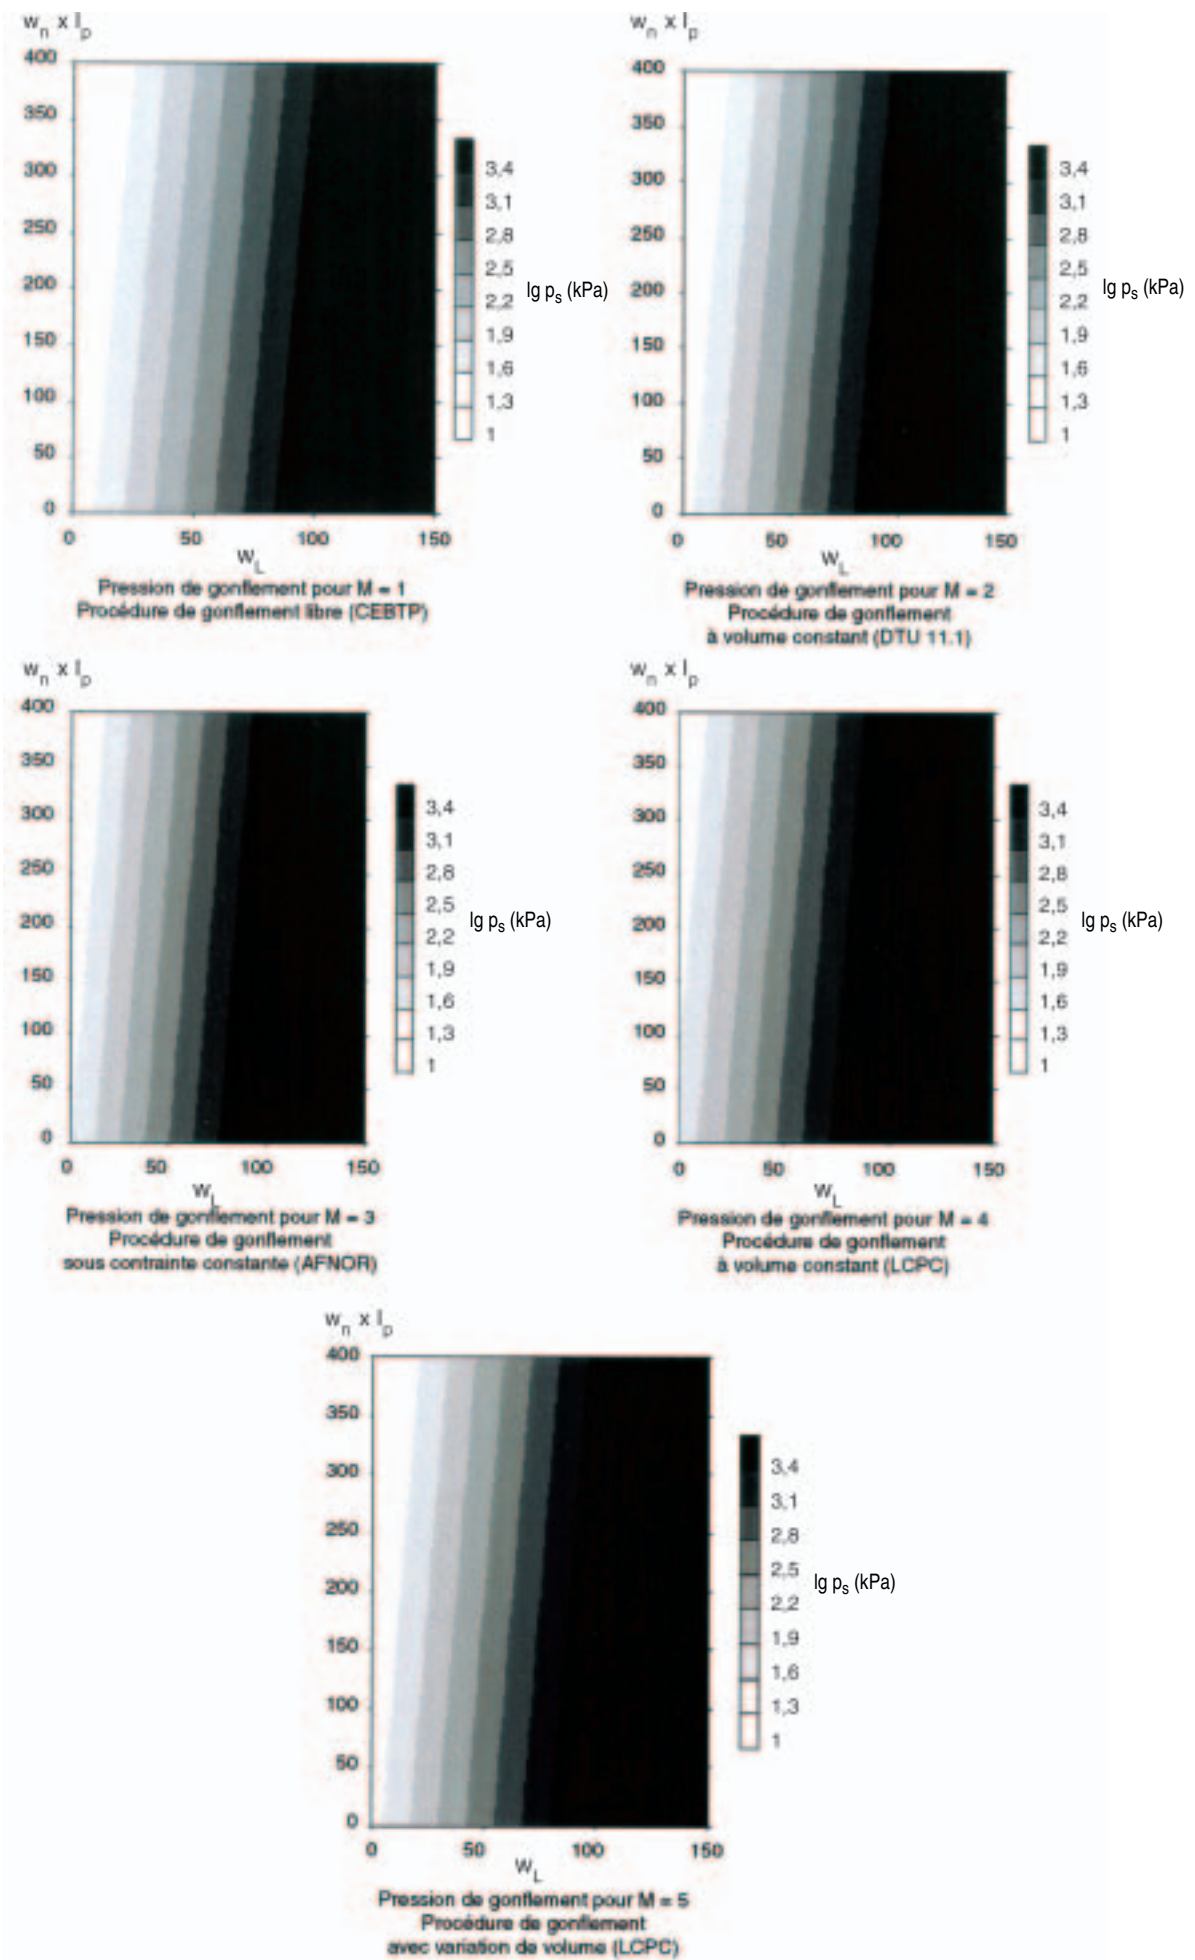 wn x Ip
400
350
300
250
200
150
100
50
0
0 50 100 150
wL
3,4
3,1
2,8
2,5
2,2
1,9
1,6
1,3
1
lg ps (kPa)
Pression de gonflement pour M = 1
Procédure de gonflement libre (CEBTP)
wn x Ip
400
350
300
250
200
150
100
50
0
0 50 100 150
wL
3,4
3,1
2,8
2,5
2,2
1,9
1,6
1,3
1
lg ps (kPa)
Pression de gonflement pour M = 2
Procédure de gonflement
à volume constant (DTU 11.1)
wn x Ip
400
350
300
250
200
150
100
50
0
0 50 100 150
wL
3,4
3,1
2,8
2,5
2,2
1,9
1,6
1,3
1
lg ps (kPa)
Pression de gonflement pour M = 3
Procédure de gonflement
sous contrainte constante (AFNOR)
wn x Ip
400
350
300
250
200
150
100
50
0
0 50 100 150
wL
3,4
3,1
2,8
2,5
2,2
1,9
1,6
1,3
1
lg ps (kPa)
Pression de gonflement pour M = 4
Procédure de gonflement
à volume constant (LCPC)
wn x Ip
400
350
300
250
200
150
100
50
0
0 50 100 150
wL
3,4
3,1
2,8
2,5
2,2
1,9
1,6
1,3
1
lg ps (kPa)
Pression de gonflement pour M = 5
Procédure de gonflement
avec variation de volume (LCPC)